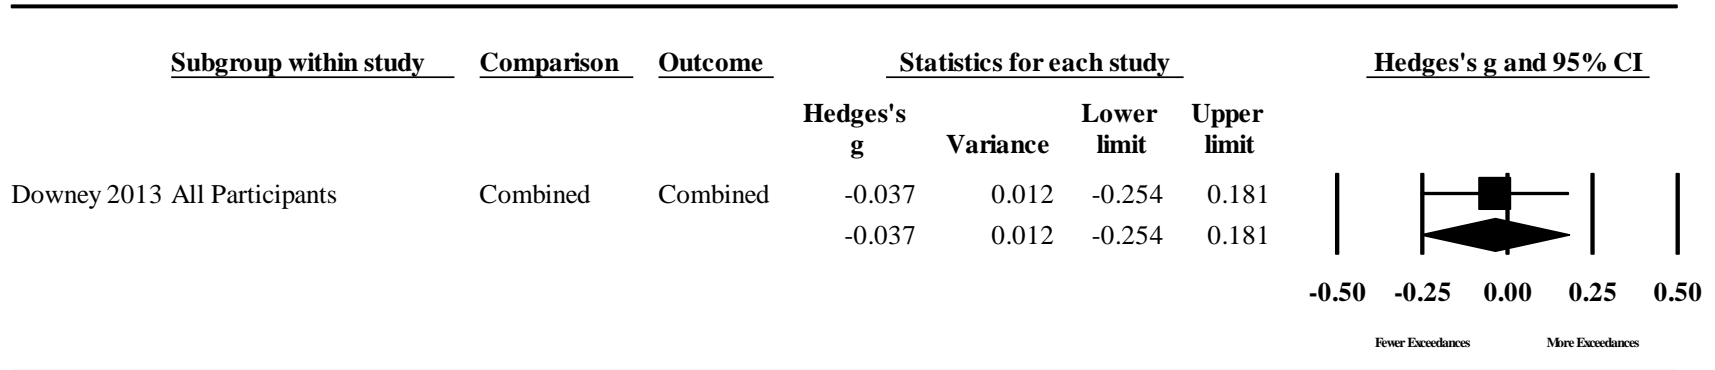 Subgroup within study Comparison Outcome Statistics for each study Hedges's g and 95% CI
Hedges's Lower Upper
g Variance limit limit
Downey 2013 All Participants Combined Combined -0.037 0.012 -0.254 0.181
-0.037 0.012 -0.254 0.181
-0.50 -0.25 0.00 0.25 0.50
Fewer Exceedances More Exceedances